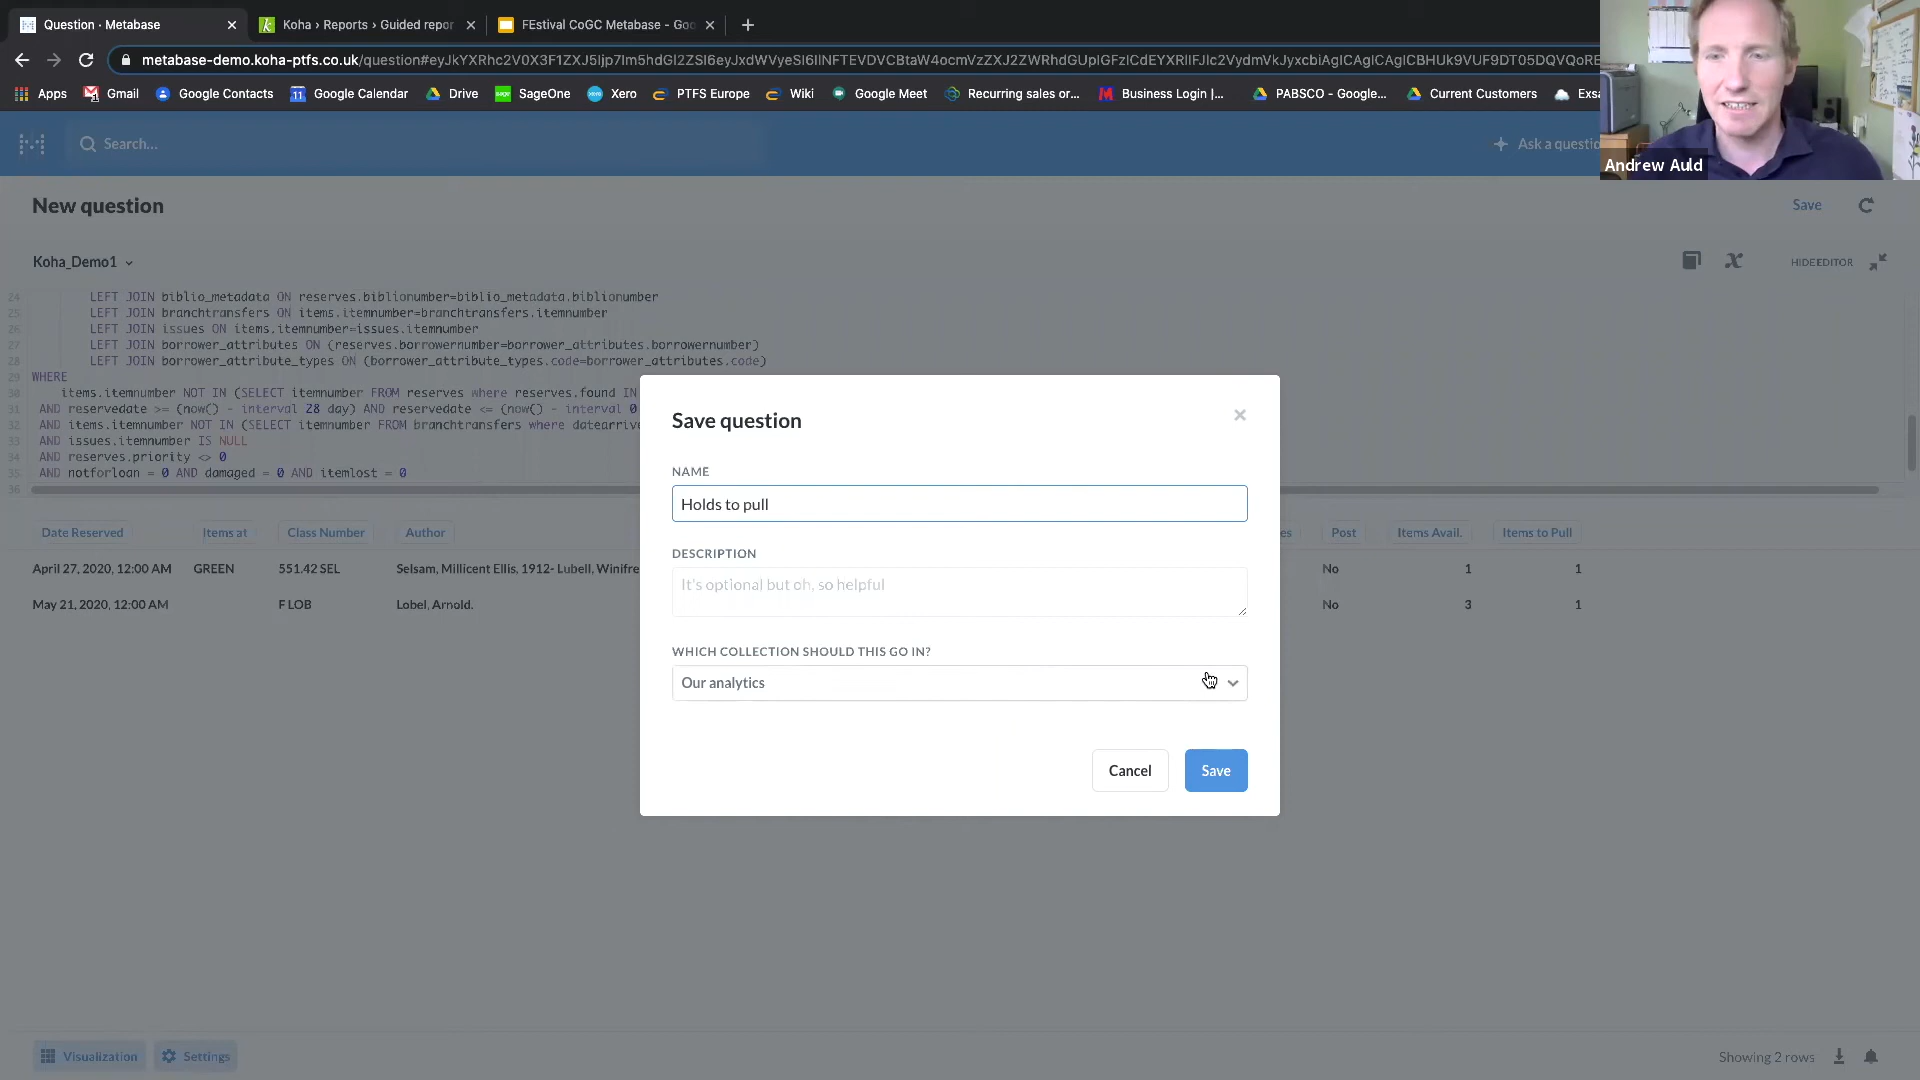 Question · Metabase
Koha › Reports › Guided repor
FEstival CoGC Metabase - Goo
Andrew Auld
Apps
Gmail
Google Contacts
Google Calendar
Drive
SageOne
Xero
PTFS Europe
Wiki
Google Meet
Recurring sales or...
Business Login |...
PABSCO - Google...
Current Customers
Exsa
Search...
Ask a questio
New question
Save
Koha_Demo1
HIDE EDITOR
24 LEFT JOIN biblio_metadata ON reserves.biblionumber=biblio_metadata.biblionumber
25 LEFT JOIN branchtransfers ON items.itemnumber=branchtransfers.itemnumber
26 LEFT JOIN issues ON items.itemnumber=issues.itemnumber
27 LEFT JOIN borrower_attributes ON (reserves.borrowernumber=borrower_attributes.borrowernumber)
28 LEFT JOIN borrower_attribute_types ON (borrower_attribute_types.code=borrower_attributes.code)
29 WHERE
30 items.itemnumber NOT IN (SELECT itemnumber FROM reserves where reserves.found IN
31 AND reservedate >= (now() - interval 28 day) AND reservedate <= (now() - interval 0
32 AND items.itemnumber NOT IN (SELECT itemnumber FROM branchtransfers where datearrive
33 AND issues.itemnumber IS NULL
34 AND reserves.priority <> 0
35 AND notforloan = 0 AND damaged = 0 AND itemlost = 0
36
Save question
NAME
Holds to pull
DESCRIPTION
It's optional but oh, so helpful
WHICH COLLECTION SHOULD THIS GO IN?
Our analytics
Cancel Save
Date Reserved Items at Class Number Author es Post Items Avail. Items to Pull
April 27, 2020, 12:00 AM GREEN 551.42 SEL Selsam, Millicent Ellis, 1912- Lubell, Winifre No 1 1
May 21, 2020, 12:00 AM F LOB Lobel, Arnold. No 3 1
Visualization Settings
Showing 2 rows